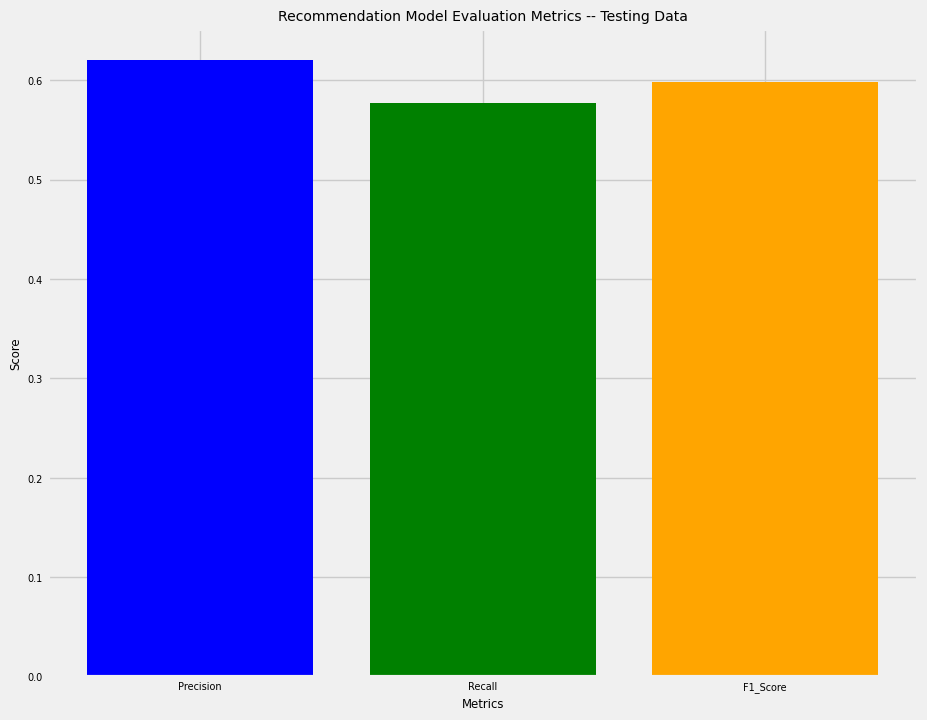 Recommendation Model Evaluation Metrics -- Testing Data
0.6
0.5
0.4
0.3
0.2
0.1
0.0
Score
Precision
Recall
F1_Score
Metrics